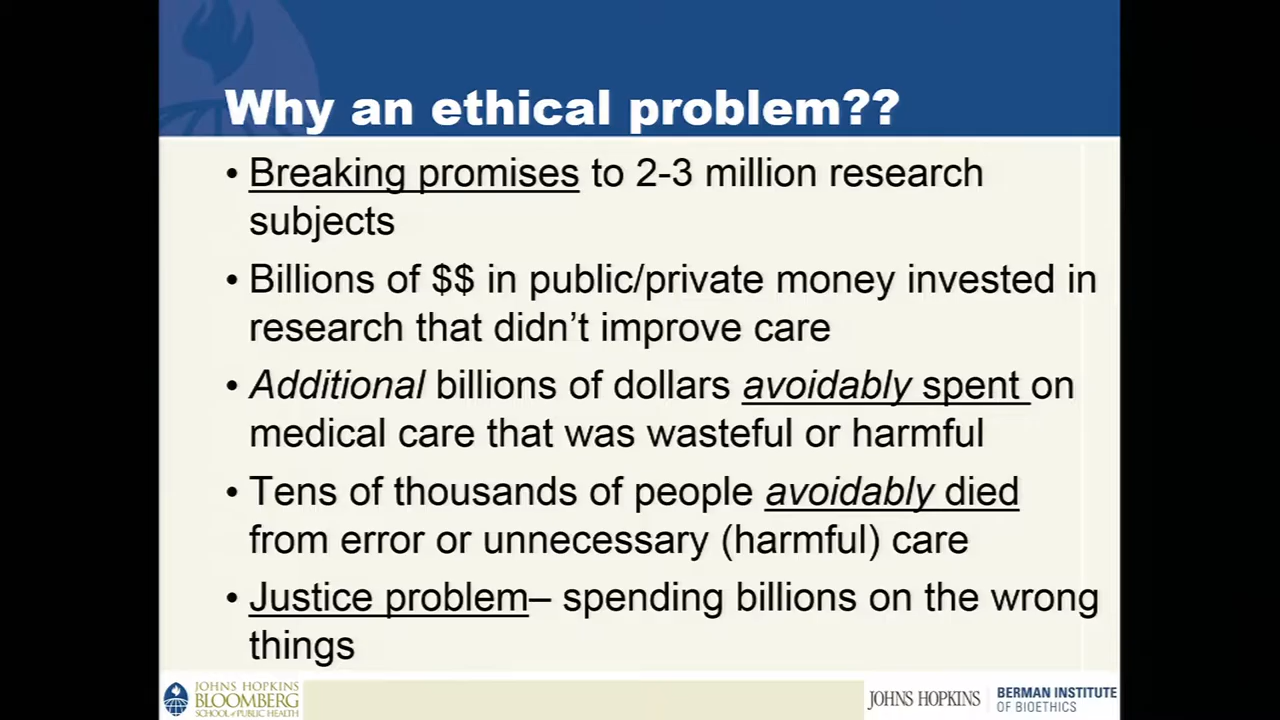 Why an ethical problem??
• Breaking promises to 2-3 million research
subjects
• Billions of $$ in public/private money invested in
research that didn’t improve care
• Additional billions of dollars avoidably spent on
medical care that was wasteful or harmful
• Tens of thousands of people avoidably died
from error or unnecessary (harmful) care
• Justice problem– spending billions on the wrong
things
JOHNS HOPKINS
BLOOMBERG
SCHOOL of PUBLIC HEALTH
JOHNS HOPKINS
BERMAN INSTITUTE
OF BIOETHICS